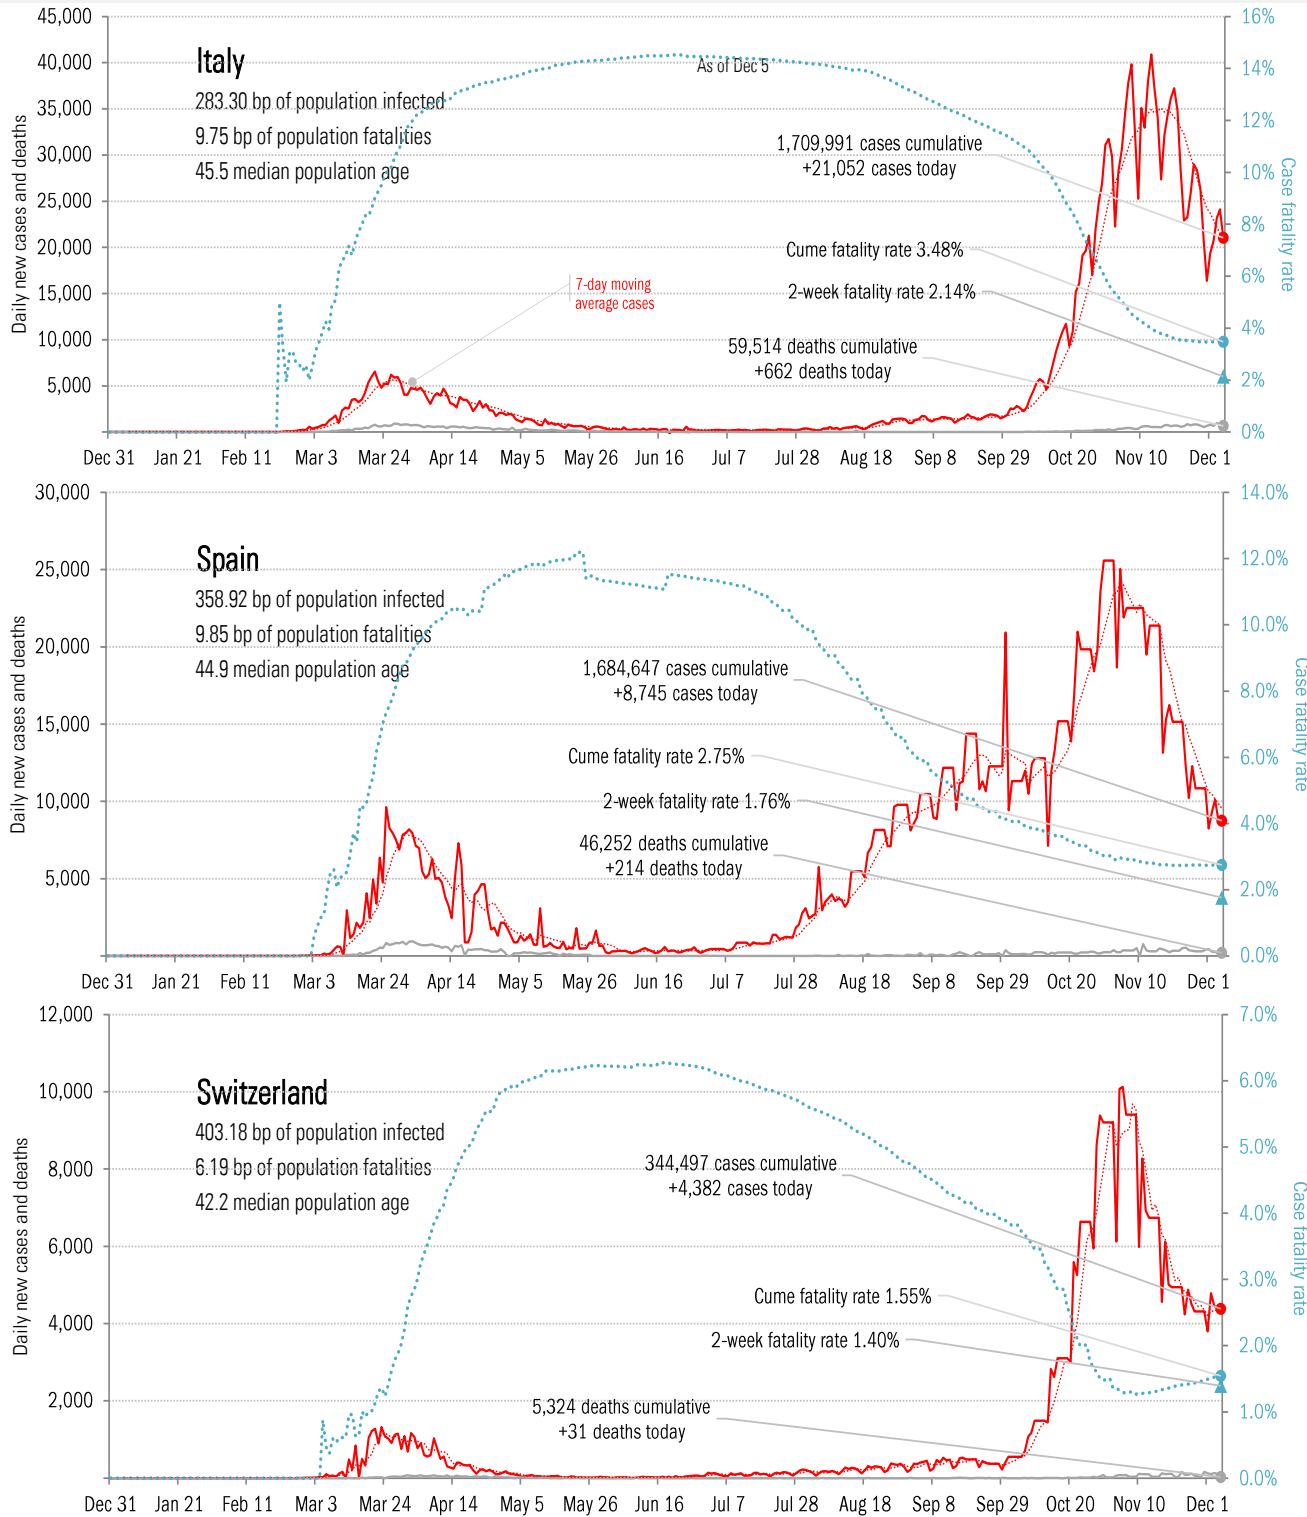 45,000
40,000
35,000
30,000
25,000
20,000
15,000
10,000
5,000
Daily new cases and deaths
16%
14%
12%
10%
8%
6%
4%
2%
0%
Case fatality rate
Italy
283.30 bp of population infected
9.75 bp of population fatalities
45.5 median population age
As of Dec 5
1,709,991 cases cumulative
+21,052 cases today
Cume fatality rate 3.48%
2-week fatality rate 2.14%
7-day moving
average cases
59,514 deaths cumulative
+662 deaths today
Dec 31 Jan 21 Feb 11 Mar 3 Mar 24 Apr 14 May 5 May 26 Jun 16 Jul 7 Jul 28 Aug 18 Sep 8 Sep 29 Oct 20 Nov 10 Dec 1
30,000
25,000
20,000
15,000
10,000
5,000
Daily new cases and deaths
14.0%
12.0%
10.0%
8.0%
6.0%
4.0%
2.0%
0.0%
Case fatality rate
Spain
358.92 bp of population infected
9.85 bp of population fatalities
44.9 median population age
1,684,647 cases cumulative
+8,745 cases today
Cume fatality rate 2.75%
2-week fatality rate 1.76%
46,252 deaths cumulative
+214 deaths today
Dec 31 Jan 21 Feb 11 Mar 3 Mar 24 Apr 14 May 5 May 26 Jun 16 Jul 7 Jul 28 Aug 18 Sep 8 Sep 29 Oct 20 Nov 10 Dec 1
12,000
10,000
8,000
6,000
4,000
2,000
Daily new cases and deaths
7.0%
6.0%
5.0%
4.0%
3.0%
2.0%
1.0%
0.0%
Case fatality rate
Switzerland
403.18 bp of population infected
6.19 bp of population fatalities
42.2 median population age
344,497 cases cumulative
+4,382 cases today
Cume fatality rate 1.55%
2-week fatality rate 1.40%
5,324 deaths cumulative
+31 deaths today
Dec 31 Jan 21 Feb 11 Mar 3 Mar 24 Apr 14 May 5 May 26 Jun 16 Jul 7 Jul 28 Aug 18 Sep 8 Sep 29 Oct 20 Nov 10 Dec 1